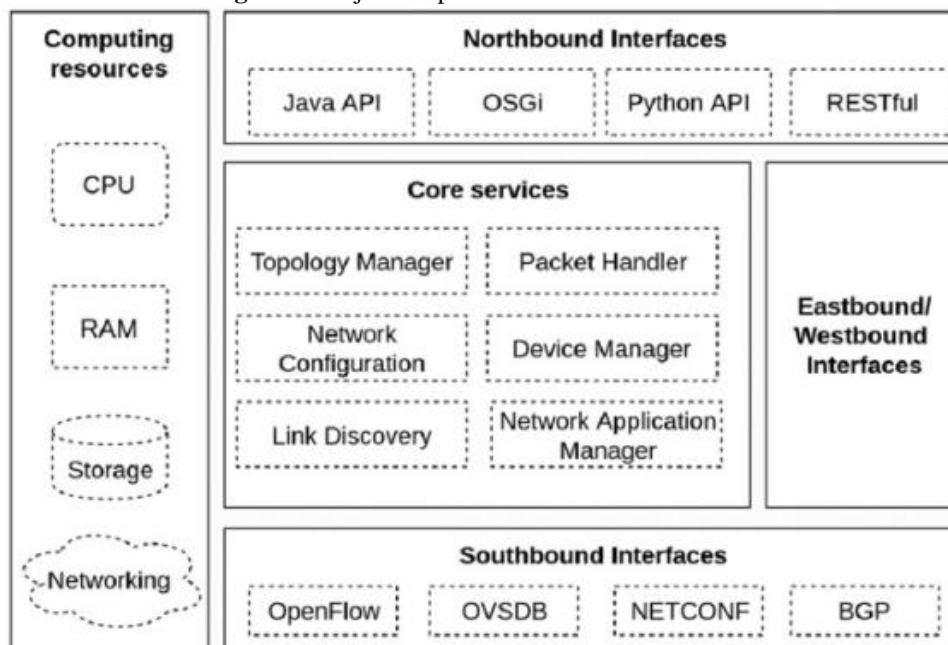 Computing
resources
CPU
RAM
Storage
Networking
Northbound Interfaces
Java API
OSGi
Python API
RESTful
Core services
Topology Manager
Packet Handler
Network
Configuration
Device Manager
Link Discovery
Network Application
Manager
Eastbound/
Westbound
Interfaces
Southbound Interfaces
OpenFlow
OVSDB
NETCONF
BGP